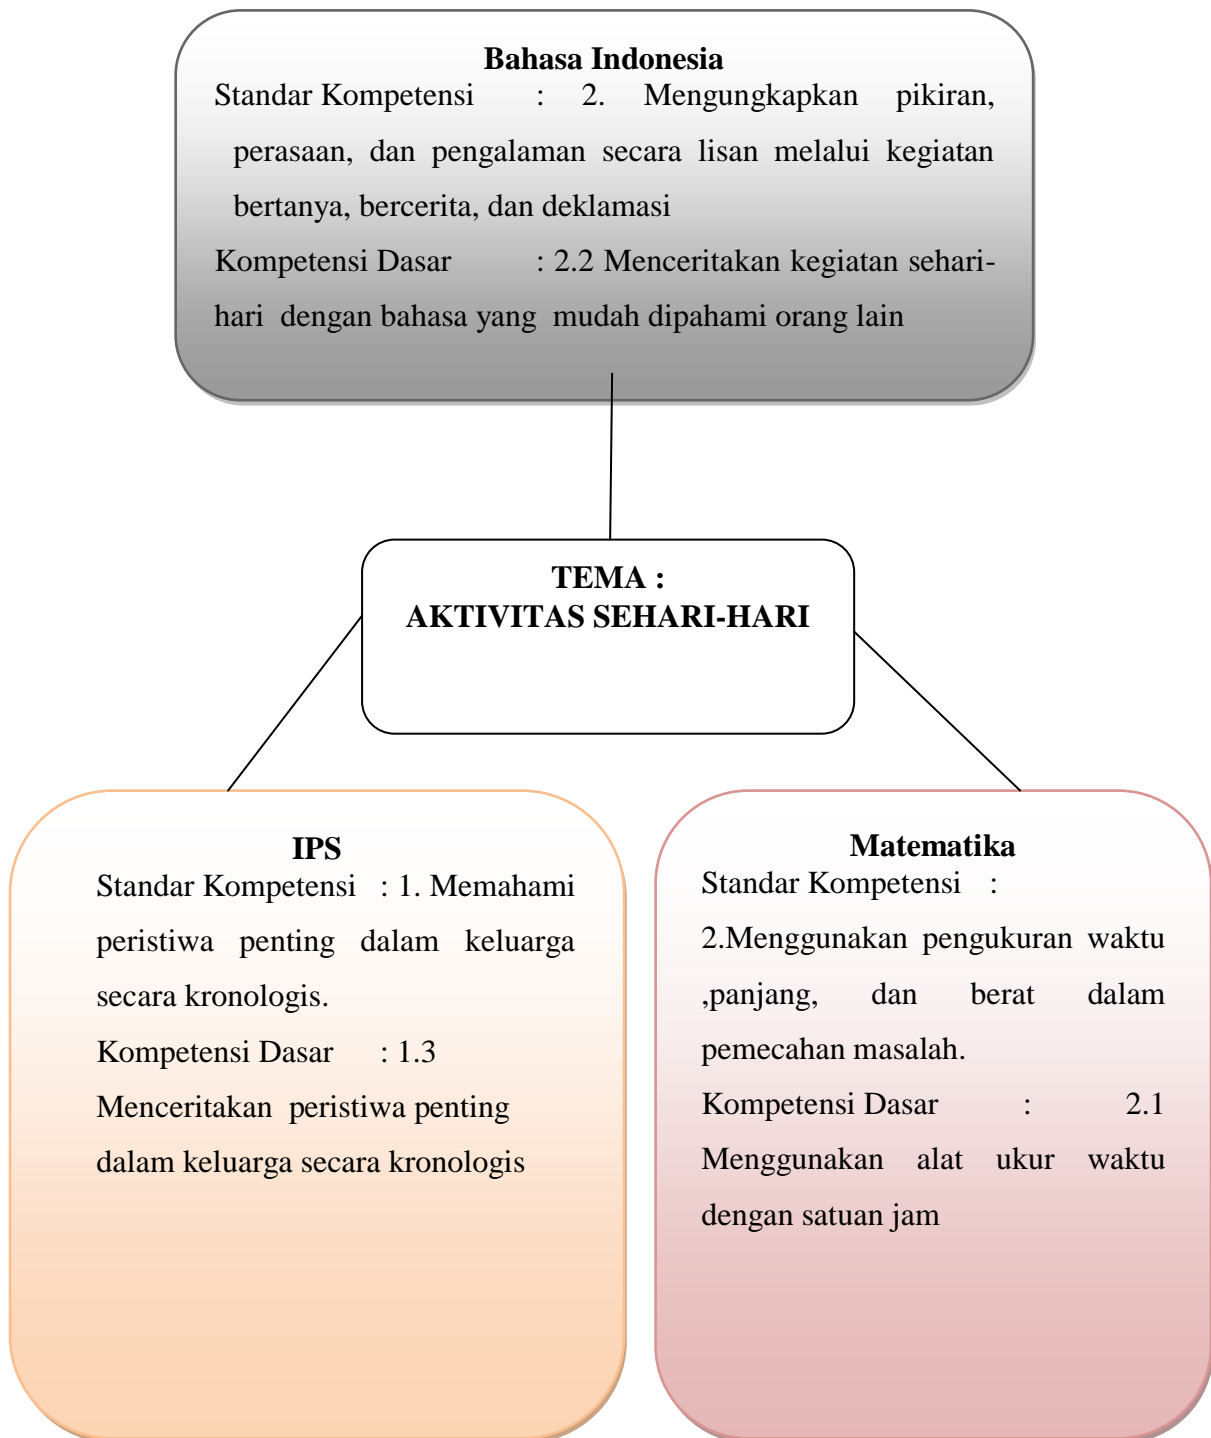 Bahasa Indonesia
Standar Kompetensi : 2. Mengungkapkan pikiran,
perasaan, dan pengalaman secara lisan melalui kegiatan
bertanya, bercerita, dan deklamasi
Kompetensi Dasar : 2.2 Menceritakan kegiatan sehari-
hari dengan bahasa yang mudah dipahami orang lain
TEMA :
AKTIVITAS SEHARI-HARI
IPS
Standar Kompetensi : 1. Memahami
peristiwa penting dalam keluarga
secara kronologis.
Kompetensi Dasar : 1.3
Menceritakan peristiwa penting
dalam keluarga secara kronologis
Matematika
Standar Kompetensi :
2.Menggunakan pengukuran waktu
,panjang, dan berat dalam
pemecahan masalah.
Kompetensi Dasar : 2.1
Menggunakan alat ukur waktu
dengan satuan jam